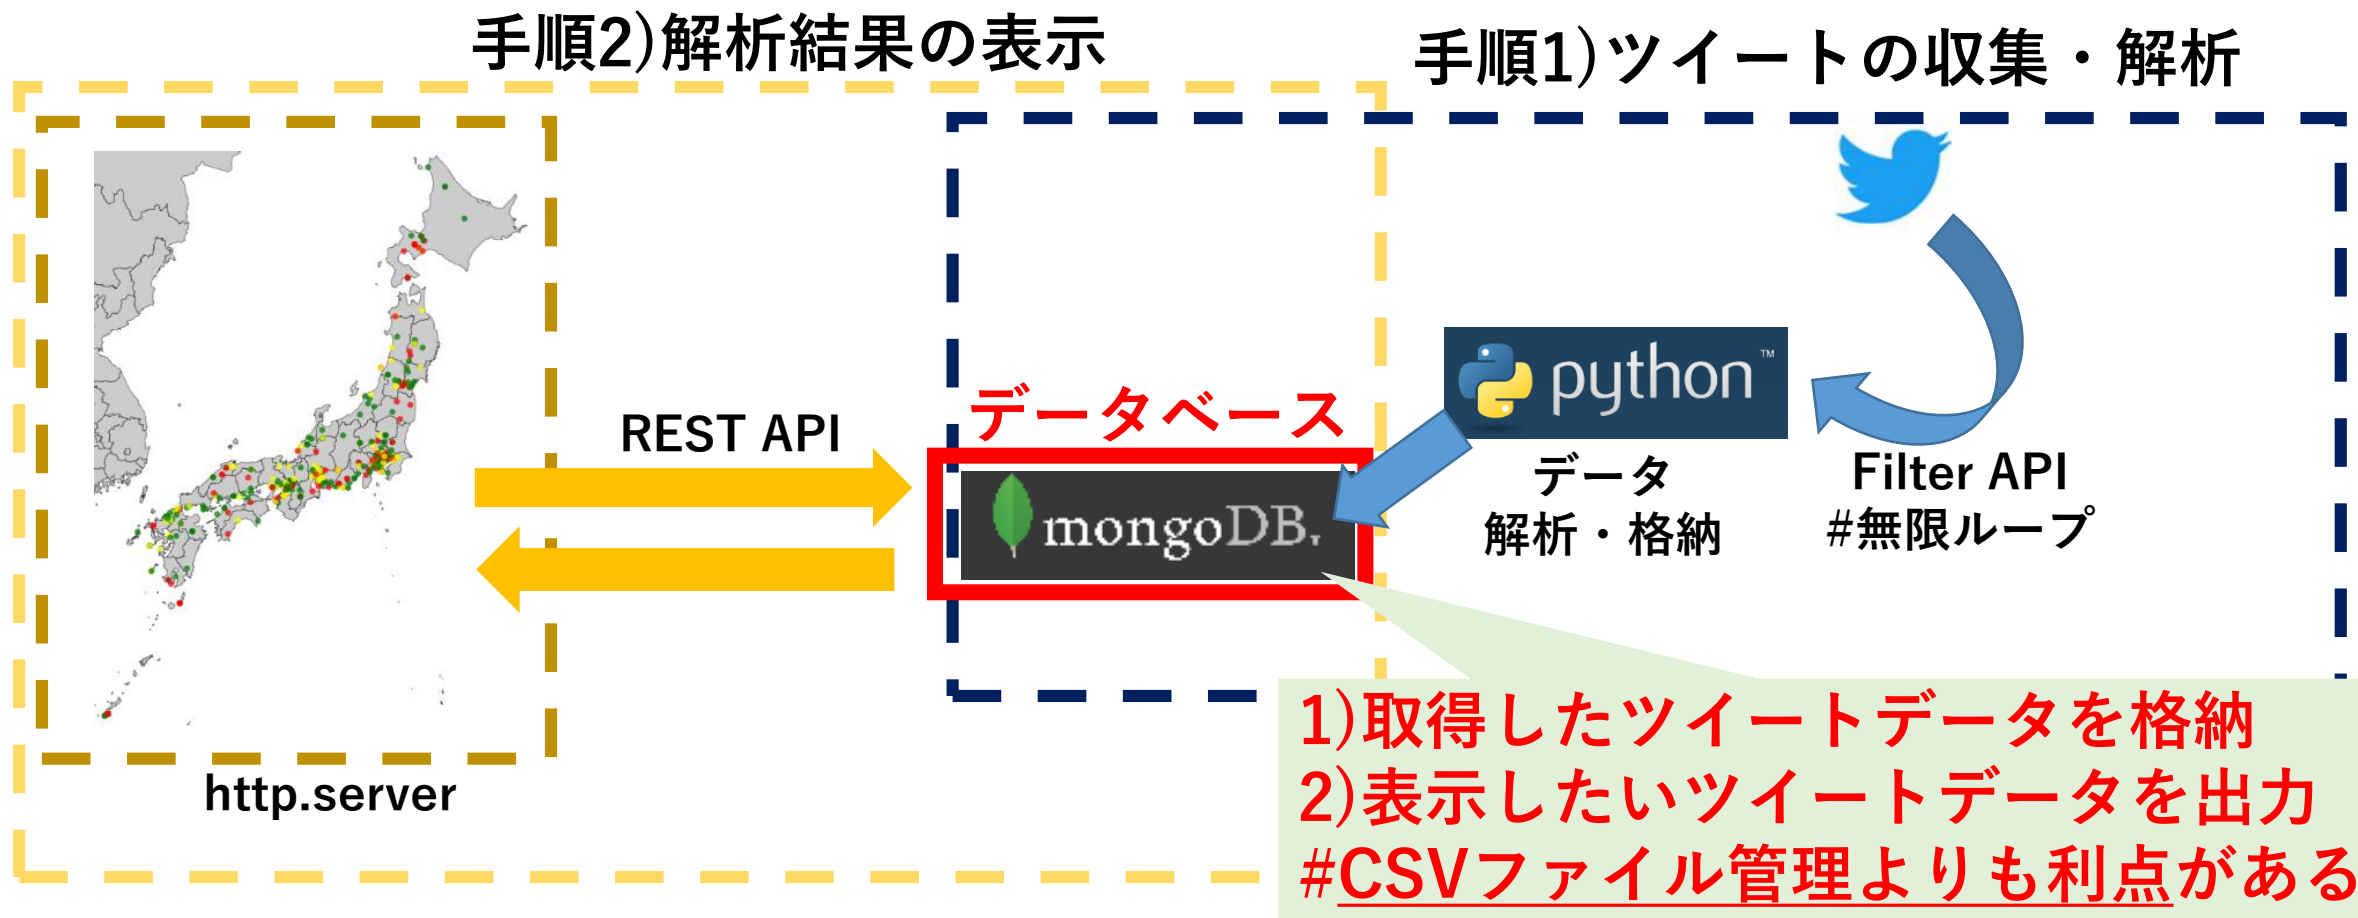 手順2)解析結果の表示
手順1)ツイートの収集・解析
REST API
データベース
mongoDB.
python™
データ
解析・格納
Filter API
#無限ループ
http.server
1)取得したツイートデータを格納
2)表示したいツイートデータを出力
#CSVファイル管理よりも利点がある